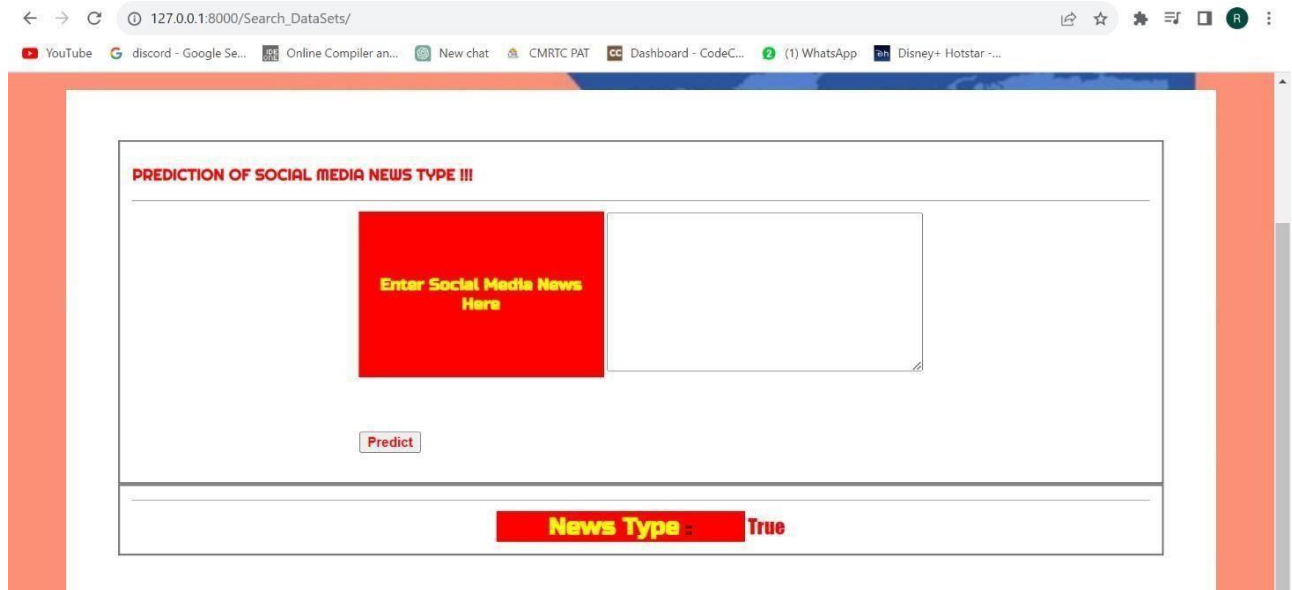 127.0.0.1:8000/Search_DataSets/
R
YouTube G discord - Google Se... Online Compiler an... New chat CMRTC PAT CC Dashboard - CodeC... 2 (1) WhatsApp Disney+ Hotstar -...
PREDICTION OF SOCIAL MEDIA NEWS TYPE !!!
Enter Social Media News
Here
Predict
News Type : True